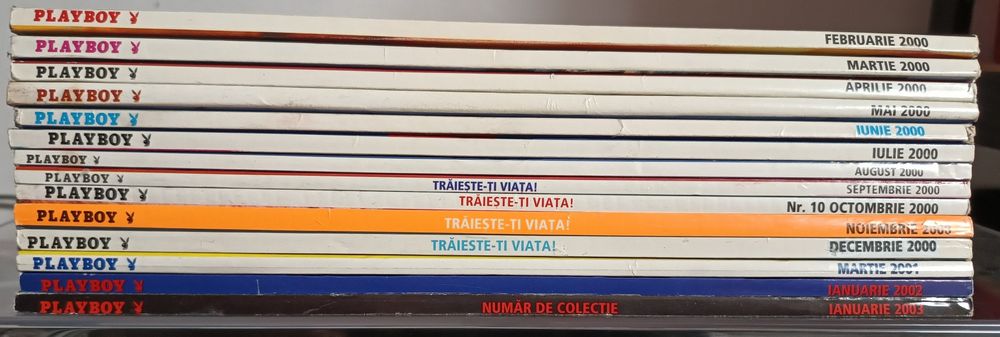 PLAYBOY FEBRUARIE 2000
PLAYBOY MARTIE 2000
PLAYBOY APRILIE 2000
PLAYBOY MAI 2000
PLAYBOY IUNIE 2000
PLAYBOY IULIE 2000
PLAYBOY AUGUST 2000
PLAYBOY TRĂIEȘTE-ȚI VIAȚA! SEPTEMBRIE 2000
PLAYBOY TRĂIEȘTE-ȚI VIAȚA! Nr. 10 OCTOMBRIE 2000
PLAYBOY TRĂIEȘTE-ȚI VIAȚA! NOIEMBRIE 2000
PLAYBOY TRĂIEȘTE-ȚI VIAȚA! DECEMBRIE 2000
PLAYBOY MARTIE 2001
PLAYBOY IANUARIE 2002
PLAYBOY NUMĂR DE COLECȚIE IANUARIE 2003